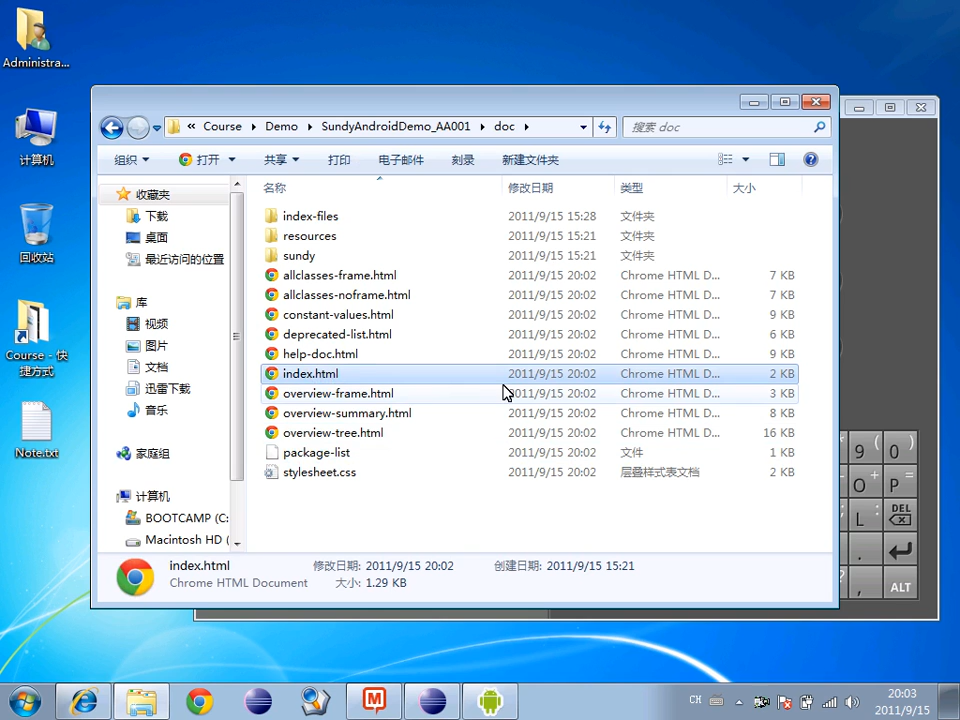 Administra...
计算机
回收站
Course - 快
捷方式
Note.txt
« Course Demo SundyAndroidDemo_AA001 doc
搜索 doc
组织 打开 共享 打印 电子邮件 刻录 新建文件夹
收藏夹
下载
桌面
最近访问的位置
库
视频
图片
文档
迅雷下载
音乐
家庭组
计算机
BOOTCAMP (C:
Macintosh HD (
名称 修改日期 类型 大小
index-files 2011/9/15 15:28 文件夹
resources 2011/9/15 15:21 文件夹
sundy 2011/9/15 15:21 文件夹
allclasses-frame.html 2011/9/15 20:02 Chrome HTML D... 7 KB
allclasses-noframe.html 2011/9/15 20:02 Chrome HTML D... 7 KB
constant-values.html 2011/9/15 20:02 Chrome HTML D... 9 KB
deprecated-list.html 2011/9/15 20:02 Chrome HTML D... 6 KB
help-doc.html 2011/9/15 20:02 Chrome HTML D... 9 KB
index.html 2011/9/15 20:02 Chrome HTML D... 2 KB
overview-frame.html 2011/9/15 20:02 Chrome HTML D... 3 KB
overview-summary.html 2011/9/15 20:02 Chrome HTML D... 8 KB
overview-tree.html 2011/9/15 20:02 Chrome HTML D... 16 KB
package-list 2011/9/15 20:02 文件 1 KB
stylesheet.css 2011/9/15 20:02 层叠样式表文档 2 KB
index.html 修改日期: 2011/9/15 20:02 创建日期: 2011/9/15 15:21
Chrome HTML Document 大小: 1.29 KB
9 ( 0 )
O + P =
L : DEL
.
? , ALT
CH
20:03
2011/9/15